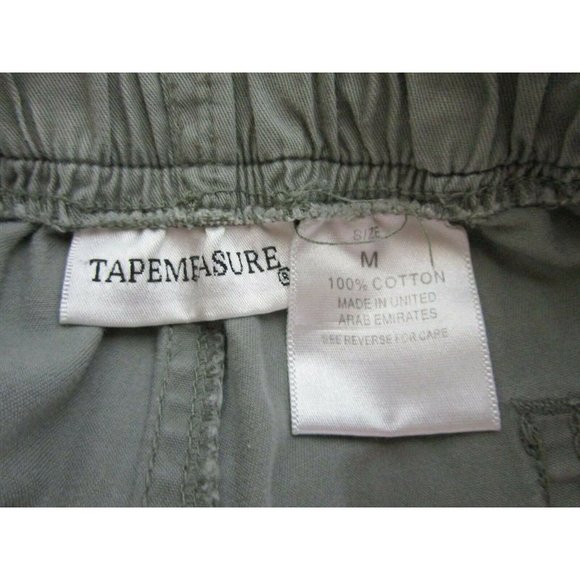 TAPEMEASURE®
SIZE
M
100% COTTON
MADE IN UNITED
ARAB EMIRATES
SEE REVERSE FOR CARE